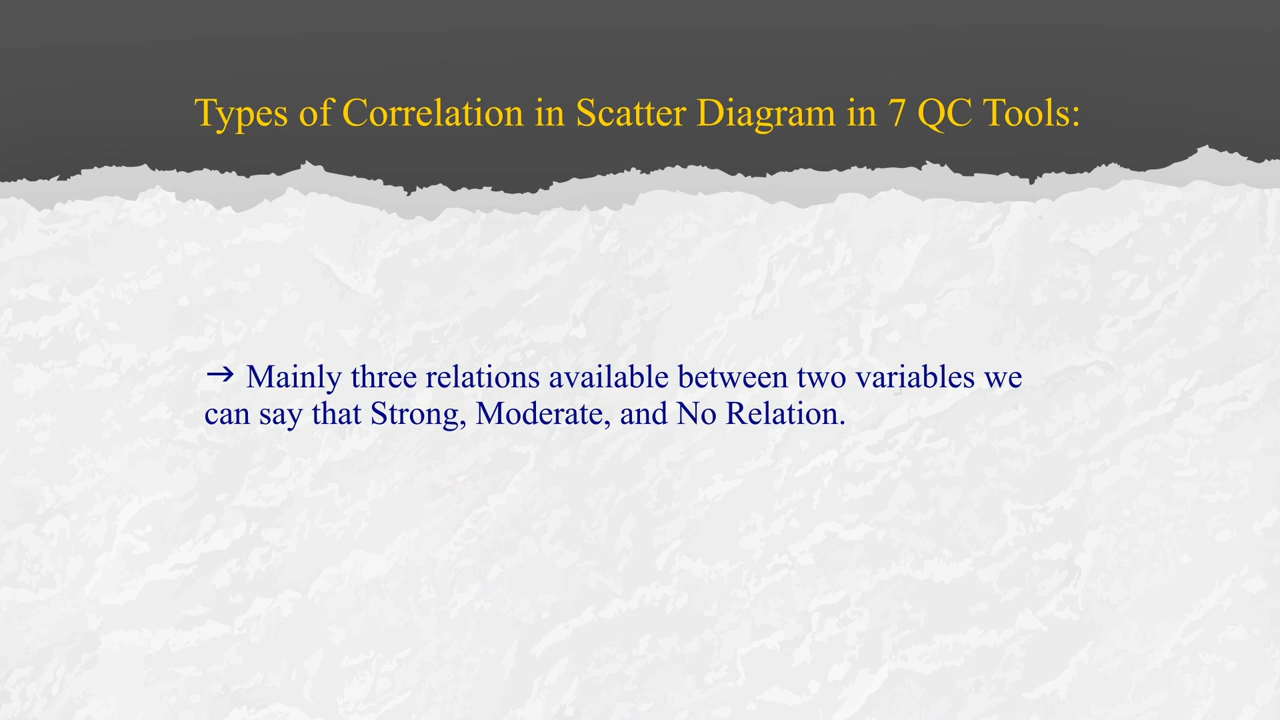 Types of Correlation in Scatter Diagram in 7 QC Tools:
→ Mainly three relations available between two variables we
can say that Strong, Moderate, and No Relation.